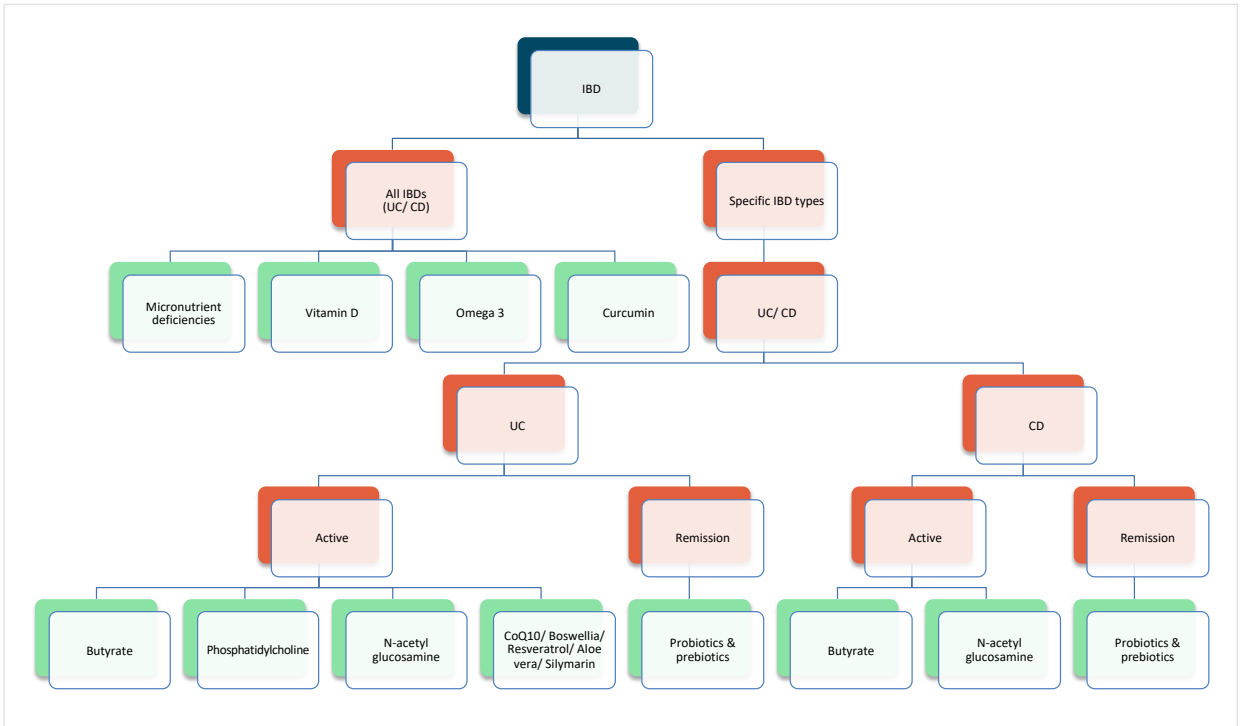 IBD
All IBDs
(UC/ CD)
Specific IBD types
Micronutrient
deficiencies
Vitamin D
Omega 3
Curcumin
UC/ CD
UC
CD
Active
Remission
Active
Remission
Butyrate
Phosphatidylcholine
N-acetyl
glucosamine
CoQ10/ Boswellia/
Resveratrol/ Aloe
vera/ Silymarin
Probiotics &
prebiotics
Butyrate
N-acetyl
glucosamine
Probiotics &
prebiotics